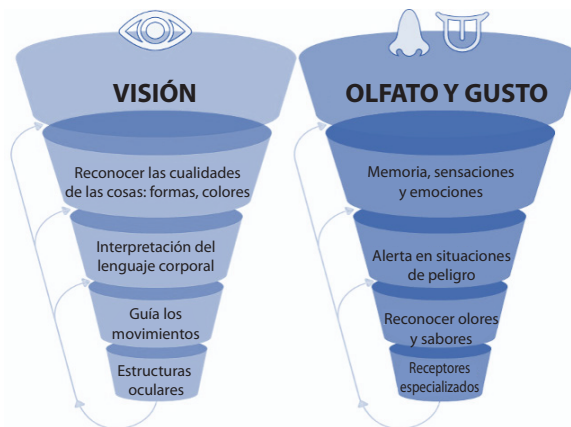 VISIÓN
Reconocer las cualidades
de las cosas: formas, colores
Interpretación del
lenguaje corporal
Guía los
movimientos
Estructuras
oculares
OLFATO Y GUSTO
Memoria, sensaciones
y emociones
Alerta en situaciones
de peligro
Reconocer olores
y sabores
Receptores
especializados